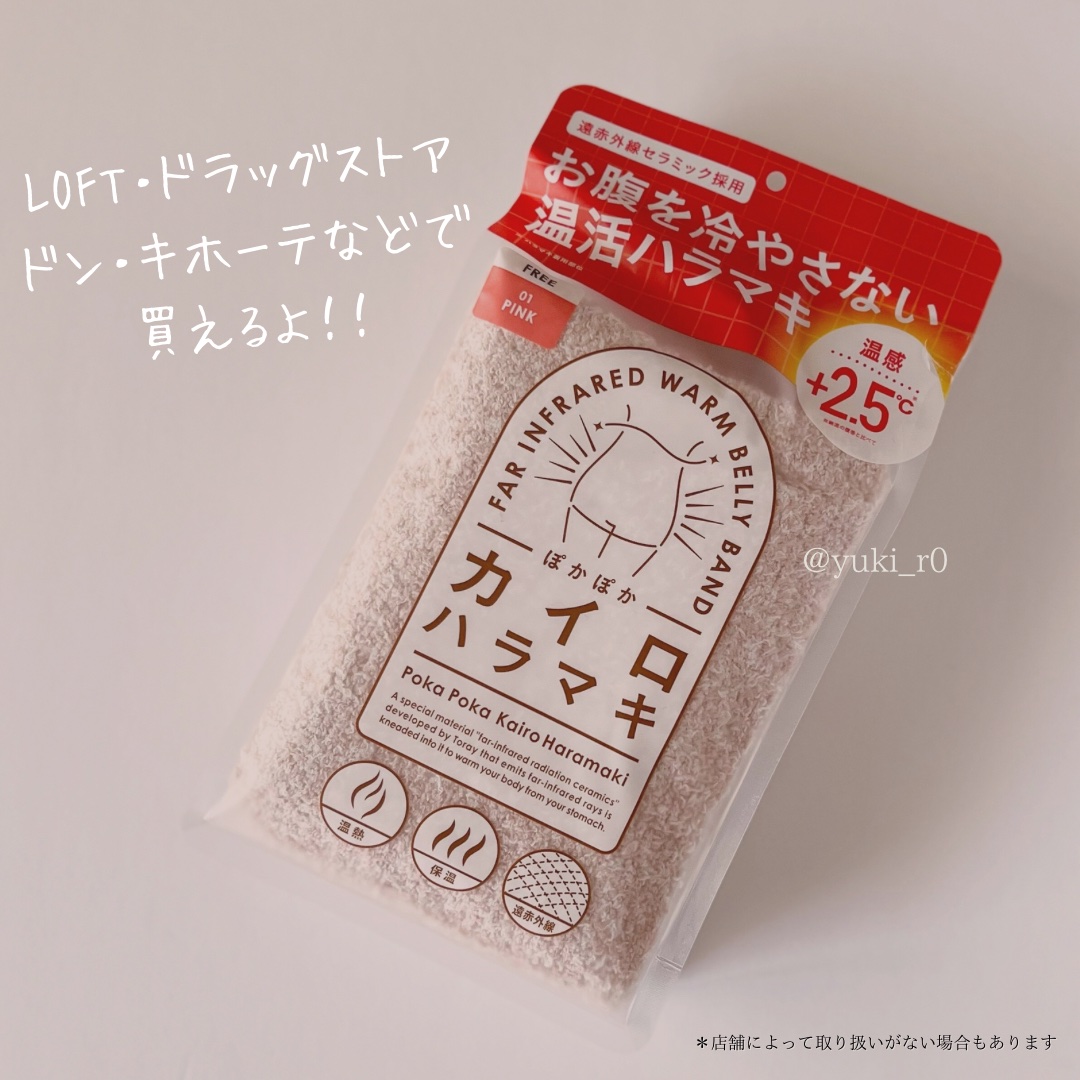 LOFT・ドラッグストア
ドン・キホーテなどで
買えるよ!!
遠赤外線セラミック採用
お腹を冷やさない
温活ハラマキ
FREE
01
PINK
温感
+2.5℃
FAR INFRARED WARM BELLY BAND
ぽかぽか
カイロ
ハラマキ
Poka Poka Kairo Haramaki
A special material "far-infrared radiation ceramics"
developed by Toray that emits far-infrared rays is
kneaded into it to warm your body from your stomach.
温熱
保温
遠赤外線
@yuki_r0
＊店舗によって取り扱いがない場合もあります